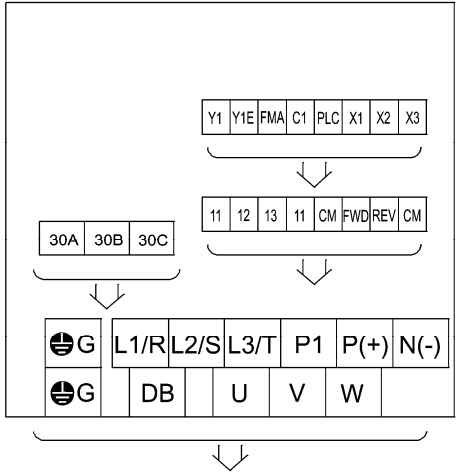 Y1 Y1E FMA C1 PLC X1 X2 X3
11 12 13 11 CM FWD REV CM
30A 30B 30C
G L1/R L2/S L3/T P1 P(+) N(-)
G DB U V W